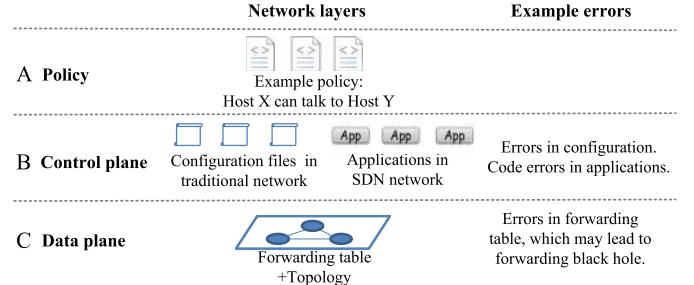 Network layers
Example errors
A Policy
Example policy:
Host X can talk to Host Y
B Control plane
App
App
App
Configuration files in
traditional network
Applications in
SDN network
Errors in configuration.
Code errors in applications.
C Data plane
Forwarding table
+Topology
Errors in forwarding
table, which may lead to
forwarding black hole.